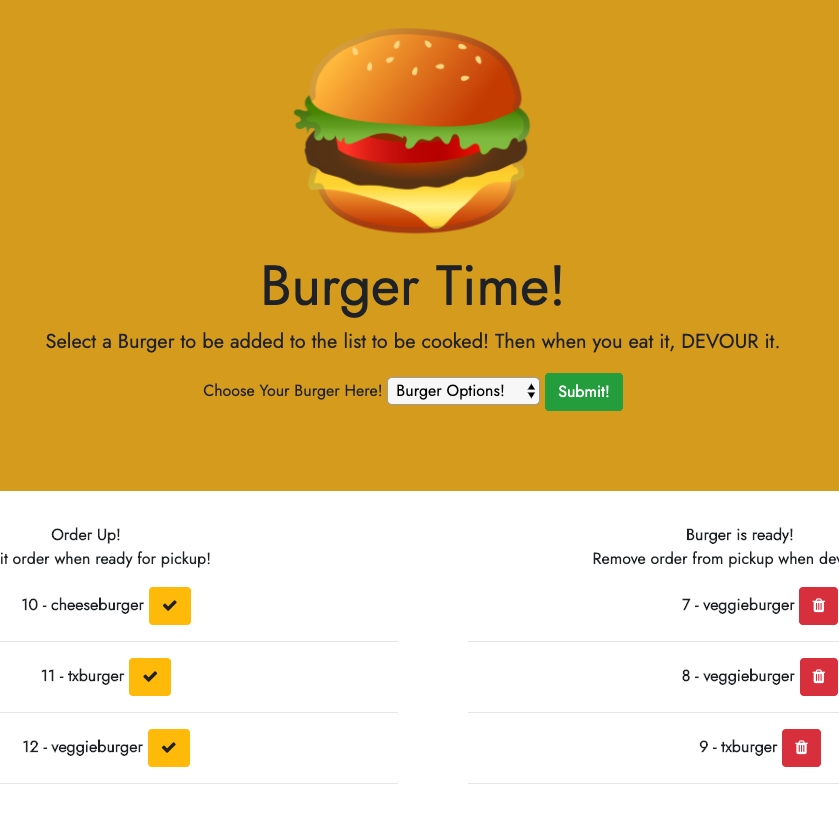 Burger Time!
Select a Burger to be added to the list to be cooked! Then when you eat it, DEVOUR it.
Choose Your Burger Here! Burger Options! Submit!
Order Up!
it order when ready for pickup!
10 - cheeseburger
11 - txburger
12 - veggieburger
Burger is ready!
Remove order from pickup when
7 - veggieburger
8 - veggieburger
9 - txburger